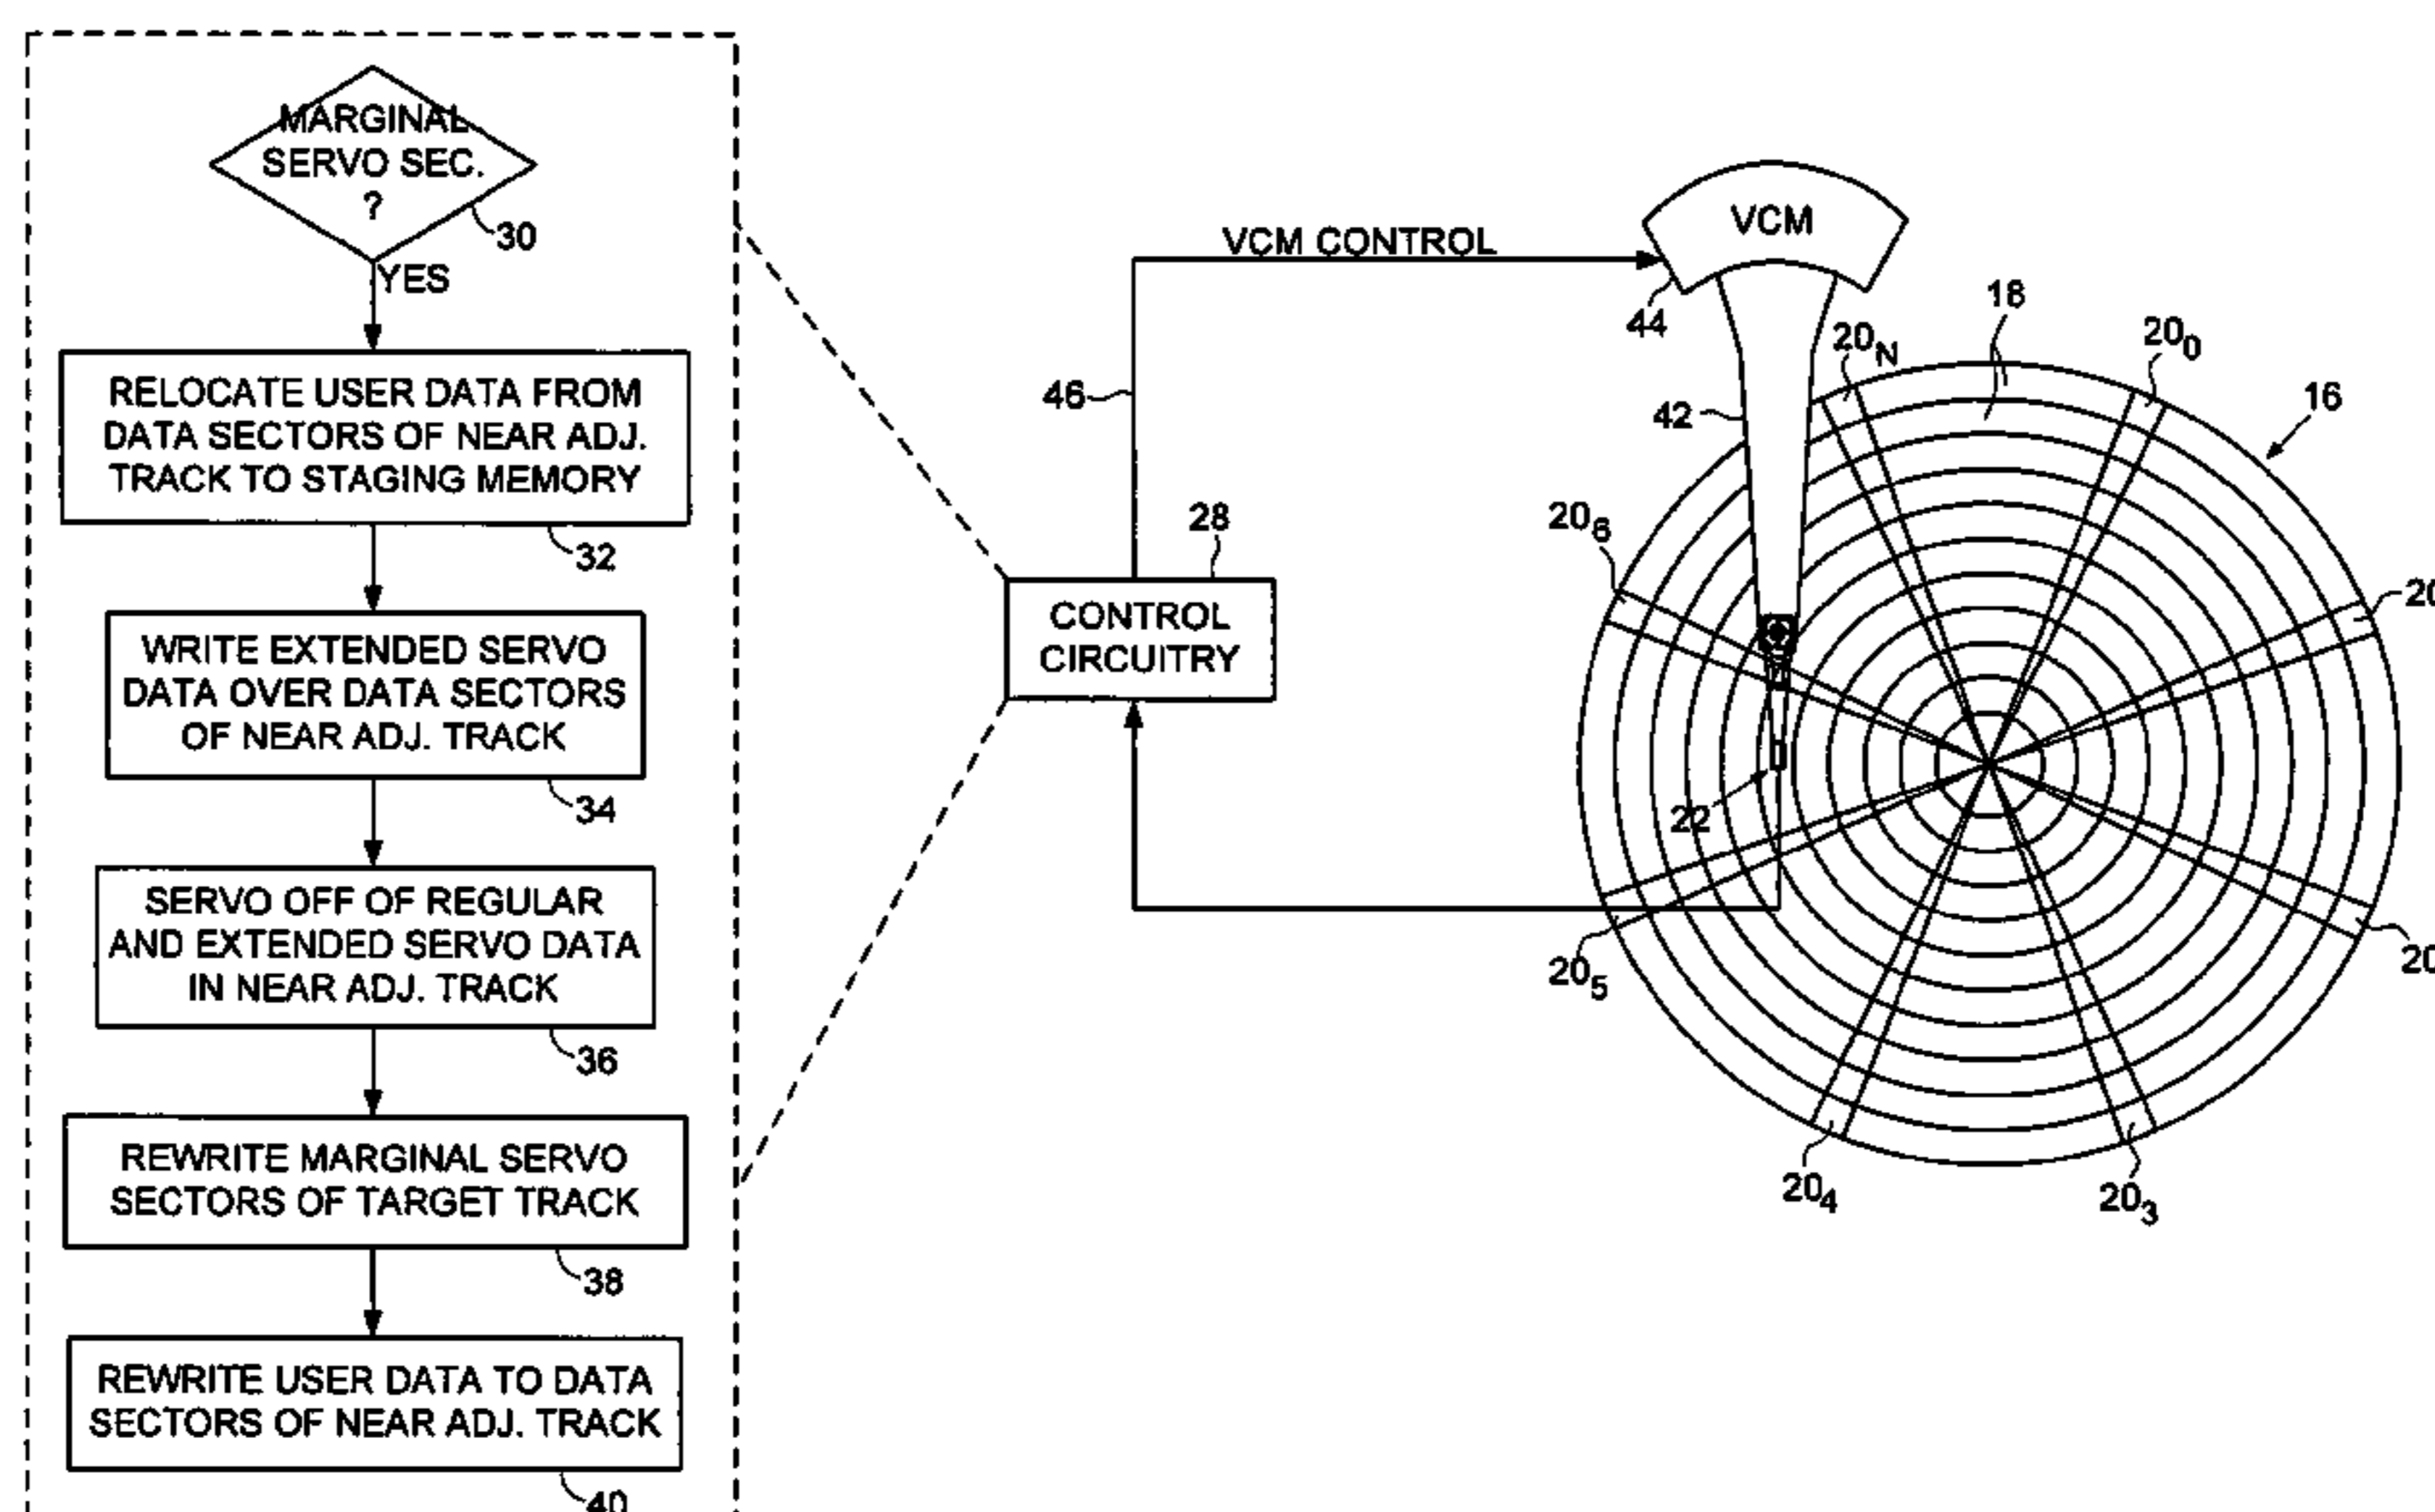 MARGINAL
SERVO SEC.
?
30
YES
RELOCATE USER DATA FROM
DATA SECTORS OF NEAR ADJ.
TRACK TO STAGING MEMORY
32
WRITE EXTENDED SERVO
DATA OVER DATA SECTORS
OF NEAR ADJ. TRACK
34
SERVO OFF OF REGULAR
AND EXTENDED SERVO DATA
IN NEAR ADJ. TRACK
36
REWRITE MARGINAL SERVO
SECTORS OF TARGET TRACK
38
REWRITE USER DATA TO DATA
SECTORS OF NEAR ADJ. TRACK
40
VCM CONTROL
46
28
CONTROL
CIRCUITRY
VCM
44
42
18
20N
200
16
206
20
22
205
20
204
203